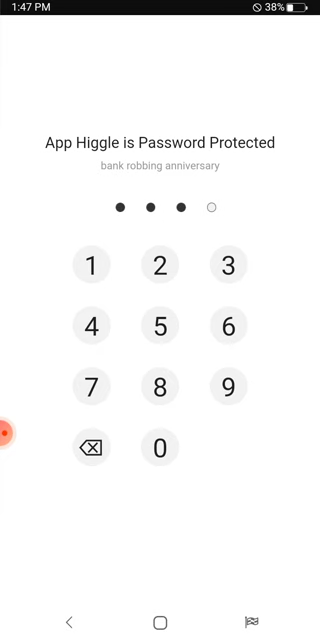 1:47 PM 38%
App Higgle is Password Protected
bank robbing anniversary
1 2 3
4 5 6
7 8 9
0